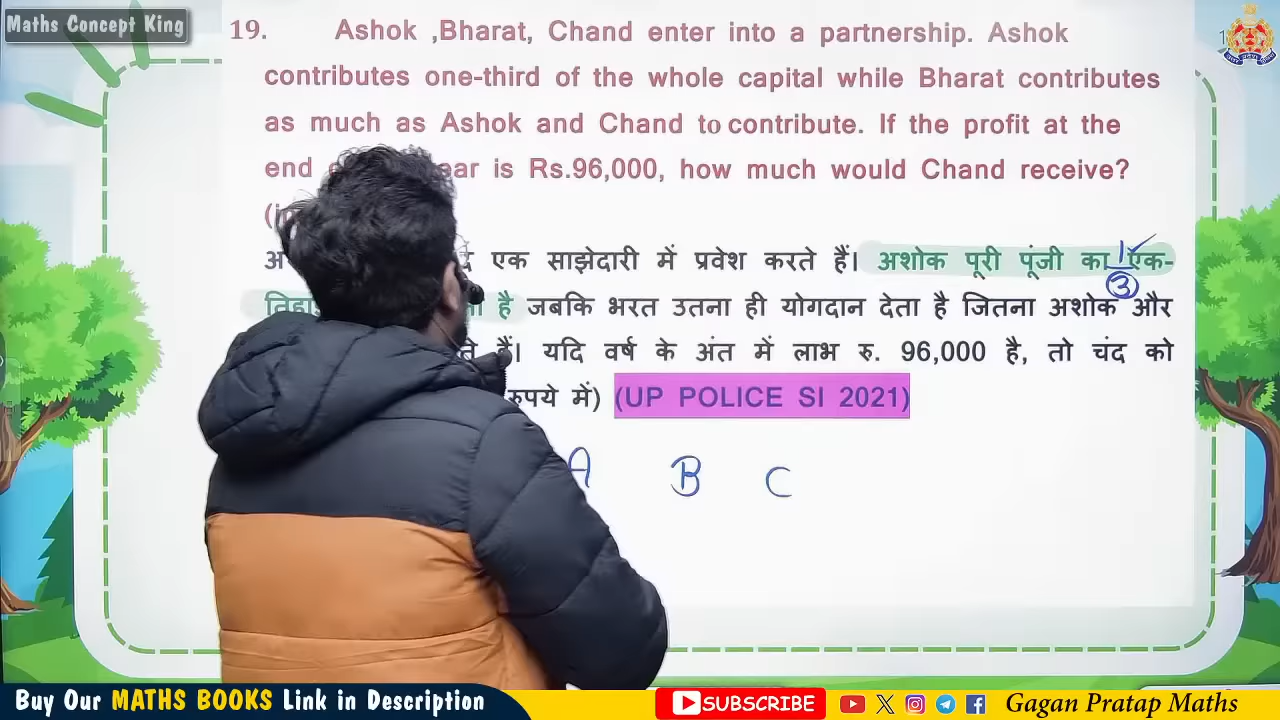 Maths Concept King
19. Ashok ,Bharat, Chand enter into a partnership. Ashok
contributes one-third of the whole capital while Bharat contributes
as much as Ashok and Chand to contribute. If the profit at the
end is Rs.96,000, how much would Chand receive?
एक साझेदारी में प्रवेश करते हैं। अशोक पूरी पूंजी का एक-
है जबकि भरत उतना ही योगदान देता है जितना अशोक और
हैं। यदि वर्ष के अंत में लाभ रु. 96,000 है, तो चंद को
रुपये में) (UP POLICE SI 2021)
1
3
A B C
Buy Our MATHS BOOKS Link in Description
SUBSCRIBE
Gagan Pratap Maths